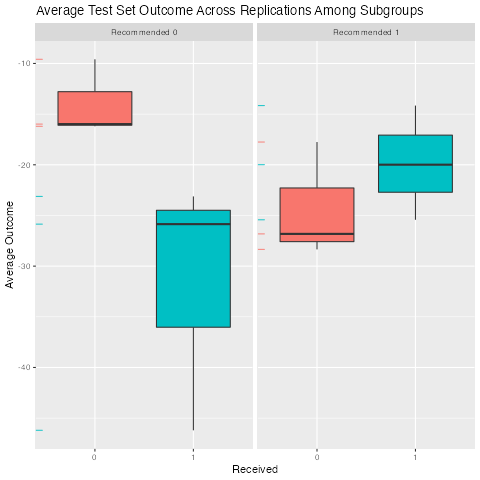 Average Test Set Outcome Across Replications Among Subgroups
Recommended 0
Recommended 1
-10
-20
-30
-40
Average Outcome
0
1
0
1
Received